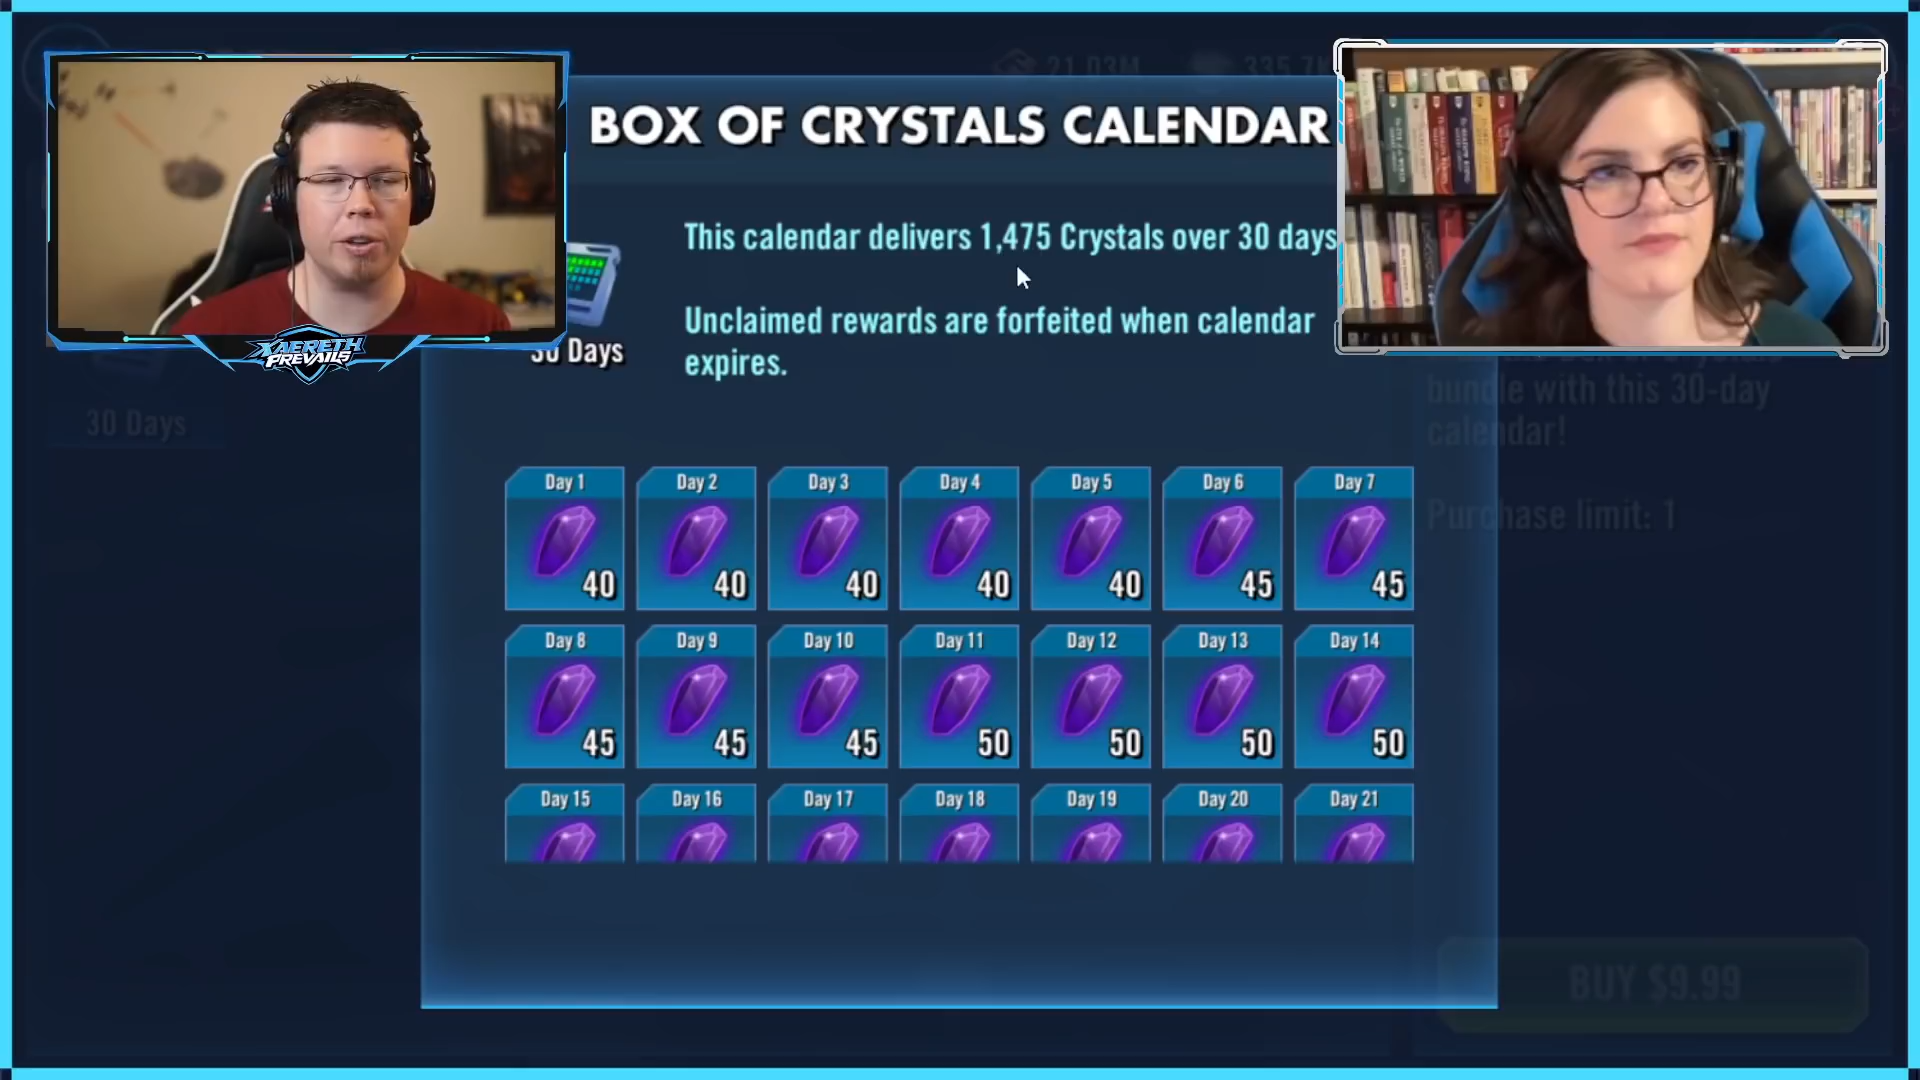 21.03M
BOX OF CRYSTALS CALENDAR
XAERETH
PREVAILS
30 Days
This calendar delivers 1,475 Crystals over 30 days
Unclaimed rewards are forfeited when calendar
expires.
30 Days
bundle with this 30-day
calendar!
Purchase limit: 1
Day 1
Day 2
Day 3
Day 4
Day 5
Day 6
Day 7
40
40
40
40
40
45
45
Day 8
Day 9
Day 10
Day 11
Day 12
Day 13
Day 14
45
45
45
50
50
50
50
Day 15
Day 16
Day 17
Day 18
Day 19
Day 20
Day 21
BUY $9.99